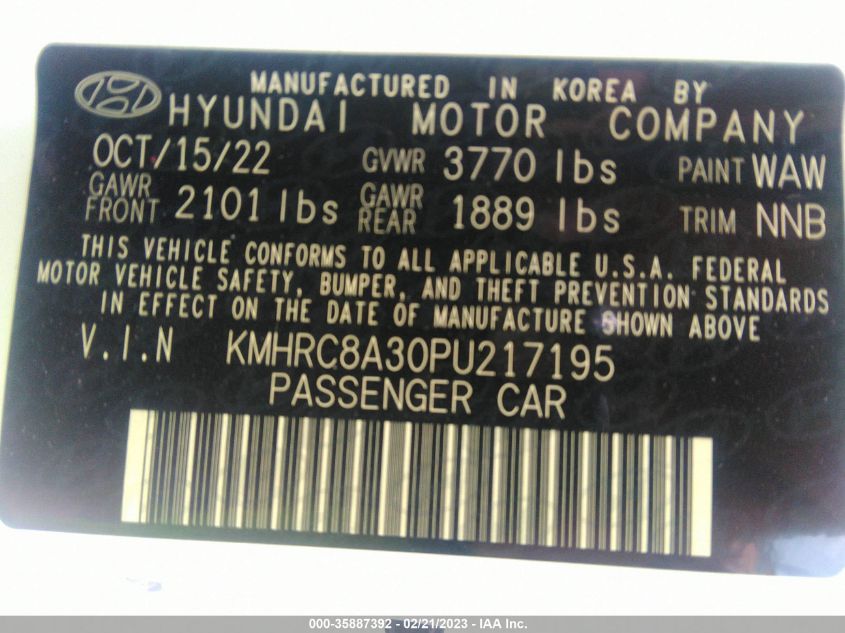 MANUFACTURED IN KOREA BY
HYUNDAI MOTOR COMPANY
OCT/15/22 GVWR 3770 lbs PAINT WAW
GAWR FRONT 2101 lbs GAWR REAR 1889 lbs TRIM NNB
THIS VEHICLE CONFORMS TO ALL APPLICABLE U.S.A. FEDERAL
MOTOR VEHICLE SAFETY, BUMPER, AND THEFT PREVENTION STANDARDS
IN EFFECT ON THE DATE OF MANUFACTURE SHOWN ABOVE
V.I.N KMHRC8A30PU217195
PASSENGER CAR
000-35887392 - 02/21/2023 - IAA Inc.